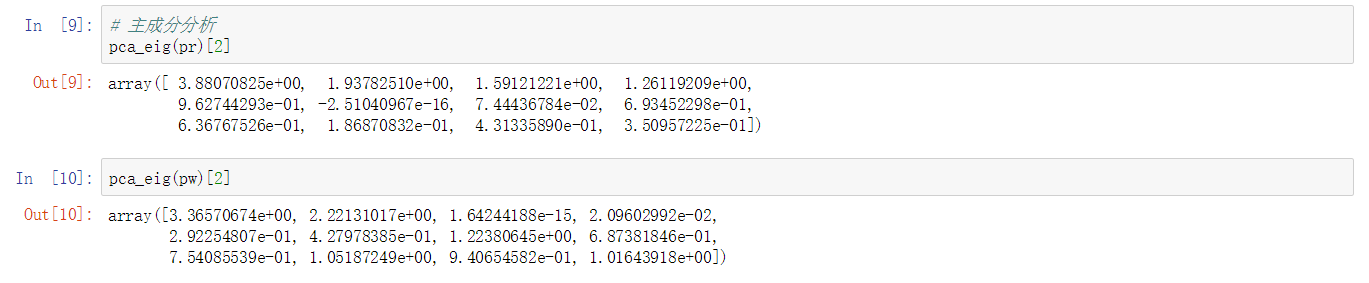 In [9]: # 主成分分析
pca_eig(pr)[2]
Out[9]: array([ 3.88070825e+00,  1.93782510e+00,  1.59121221e+00,  1.26119209e+00,
9.62744293e-01, -2.51040967e-16,  7.44436784e-02,  6.93452298e-01,
6.36767526e-01,  1.86870832e-01,  4.31335890e-01,  3.50957225e-01])
In [10]: pca_eig(pw)[2]
Out[10]: array([3.36570674e+00, 2.22131017e+00, 1.64244188e-15, 2.09602992e-02,
2.92254807e-01, 4.27978385e-01, 1.22380645e+00, 6.87381846e-01,
7.54085539e-01, 1.05187249e+00, 9.40654582e-01, 1.01643918e+00])